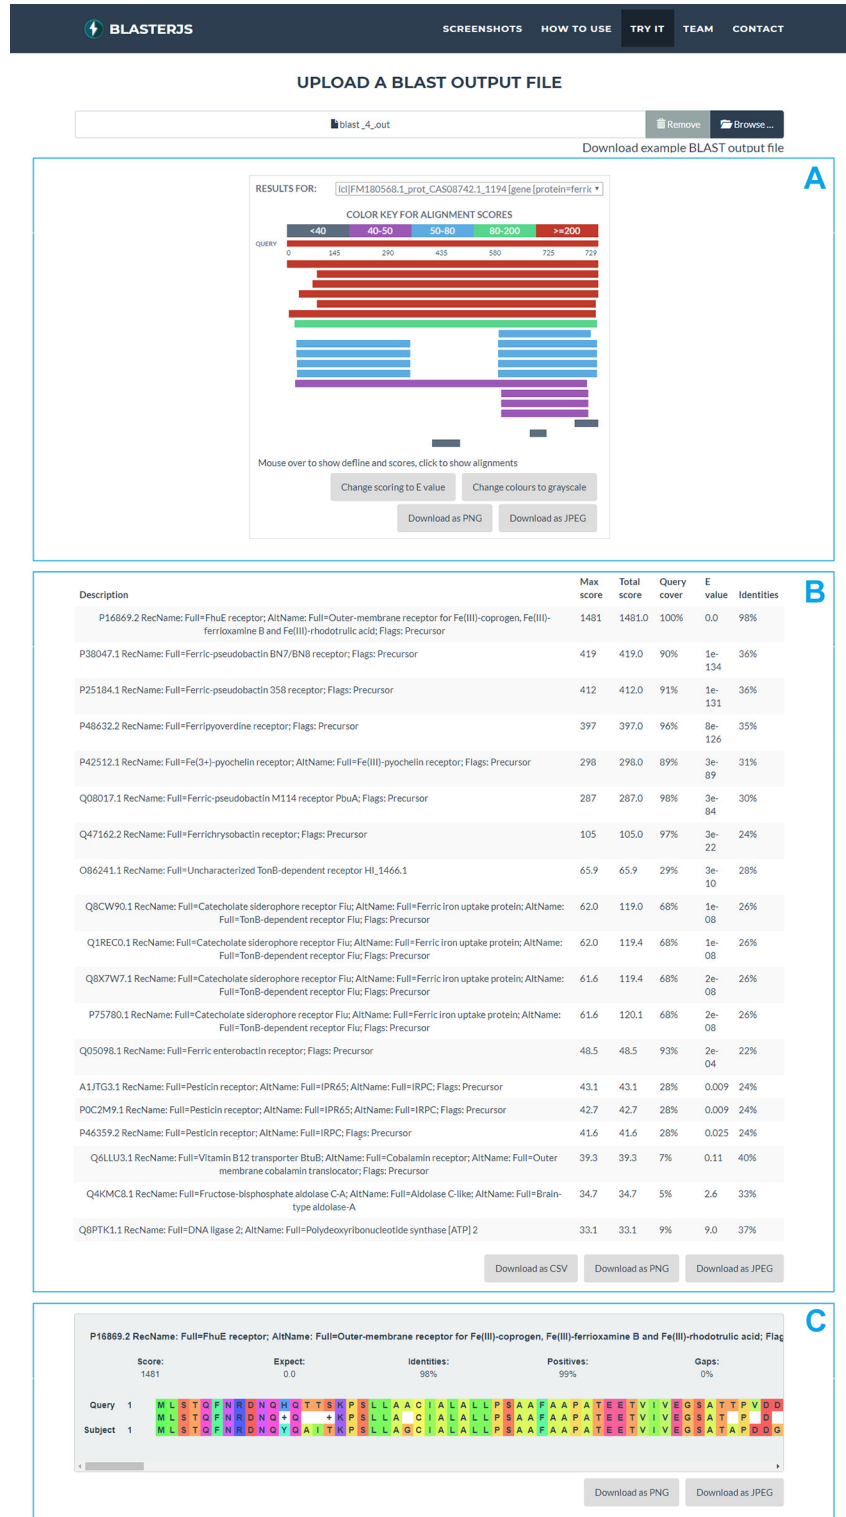 BLASTERJS
SCREENSHOTS HOW TO USE TRY IT TEAM CONTACT
UPLOAD A BLAST OUTPUT FILE
blast _4_.out Remove Browse ...
Download example BLAST output file
A
RESULTS FOR: lcl|FM180568.1_prot_CAS08742.1_1194 [gene [protein=ferric
COLOR KEY FOR ALIGNMENT SCORES
<40 40-50 50-80 80-200 >=200
QUERY
0 145 290 435 580 725 729
Mouse over to show defline and scores, click to show alignments
Change scoring to E value Change colours to grayscale
Download as PNG Download as JPEG
B
Description Max score Total score Query cover E value Identities
P16869.2 RecName: Full=FhuE receptor; AltName: Full=Outer-membrane receptor for Fe(III)-coprogen, Fe(III)-
ferrioxamine B and Fe(III)-rhodotrulic acid; Flags: Precursor
1481 1481.0 100% 0.0 98%
P38047.1 RecName: Full=Ferric-pseudobactin BN7/BN8 receptor; Flags: Precursor 419 419.0 90% 1e-
134 36%
P25184.1 RecName: Full=Ferric-pseudobactin 358 receptor; Flags: Precursor 412 412.0 91% 1e-
131 36%
P48632.2 RecName: Full=Ferripyoverdine receptor; Flags: Precursor 397 397.0 96% 8e-
126 35%
P42512.1 RecName: Full=Fe(3+)-pyochelin receptor; AltName: Full=Fe(III)-pyochelin receptor; Flags: Precursor 298 298.0 89% 3e-
89 31%
Q08017.1 RecName: Full=Ferric-pseudobactin M114 receptor PbuA; Flags: Precursor 287 287.0 98% 3e-
84 30%
Q47162.2 RecName: Full=Ferrichrysobactin receptor; Flags: Precursor 105 105.0 97% 3e-
22 24%
O86241.1 RecName: Full=Uncharacterized TonB-dependent receptor HI_1466.1 65.9 65.9 29% 3e-
10 28%
Q8CW90.1 RecName: Full=Catecholate siderophore receptor Fiu; AltName: Full=Ferric iron uptake protein; AltName:
Full=TonB-dependent receptor Fiu; Flags: Precursor
62.0 119.0 68% 1e-
08 26%
Q1REC0.1 RecName: Full=Catecholate siderophore receptor Fiu; AltName: Full=Ferric iron uptake protein; AltName:
Full=TonB-dependent receptor Fiu; Flags: Precursor
62.0 119.4 68% 1e-
08 26%
Q8X7W7.1 RecName: Full=Catecholate siderophore receptor Fiu; AltName: Full=Ferric iron uptake protein; AltName:
Full=TonB-dependent receptor Fiu; Flags: Precursor
61.6 119.4 68% 2e-
08 26%
P75780.1 RecName: Full=Catecholate siderophore receptor Fiu; AltName: Full=Ferric iron uptake protein; AltName:
Full=TonB-dependent receptor Fiu; Flags: Precursor
61.6 120.1 68% 2e-
08 26%
Q05098.1 RecName: Full=Ferric enterobactin receptor; Flags: Precursor 48.5 48.5 93% 2e-
04 22%
A1JTG3.1 RecName: Full=Pesticin receptor; AltName: Full=IPR65; AltName: Full=IRPC; Flags: Precursor 43.1 43.1 28% 0.009 24%
P0C2M9.1 RecName: Full=Pesticin receptor; AltName: Full=IPR65; AltName: Full=IRPC; Flags: Precursor 42.7 42.7 28% 0.009 24%
P46359.2 RecName: Full=Pesticin receptor; AltName: Full=IRPC; Flags: Precursor 41.6 41.6 28% 0.025 24%
Q6LLU3.1 RecName: Full=Vitamin B12 transporter BtuB; AltName: Full=Cobalamin receptor; AltName: Full=Outer
membrane cobalamin translocator; Flags: Precursor
39.3 39.3 7% 0.11 40%
Q4KMC8.1 RecName: Full=Fructose-bisphosphate aldolase C-A; AltName: Full=Aldolase C-like; AltName: Full=Brain-
type aldolase-A
34.7 34.7 5% 2.6 33%
Q8PTK1.1 RecName: Full=DNA ligase 2; AltName: Full=Polydeoxyribonucleotide synthase [ATP] 2 33.1 33.1 9% 9.0 37%
Download as CSV Download as PNG Download as JPEG
C
P16869.2 RecName: Full=FhuE receptor; AltName: Full=Outer-membrane receptor for Fe(III)-coprogen, Fe(III)-ferrioxamine B and Fe(III)-rhodotrulic acid; Flag
Score: Expect: Identities: Positives: Gaps:
1481 0.0 98% 99% 0%
Query 1 M L S T Q F N R D N Q H Q T T S K P S L L A A C I A L A L L P S A A F A A P A T E E T V I V E G S A T T P V D D
M L S T Q F N R D N Q + Q + K P S L L A C I A L A L L P S A A F A A P A T E E T V I V E G S A T P D
Subject 1 M L S T Q F N R D N Q Y Q A I T K P S L L A G C I A L A L L P S A A F A A P A T E E T V I V E G S A T A P D D G
Download as PNG Download as JPEG